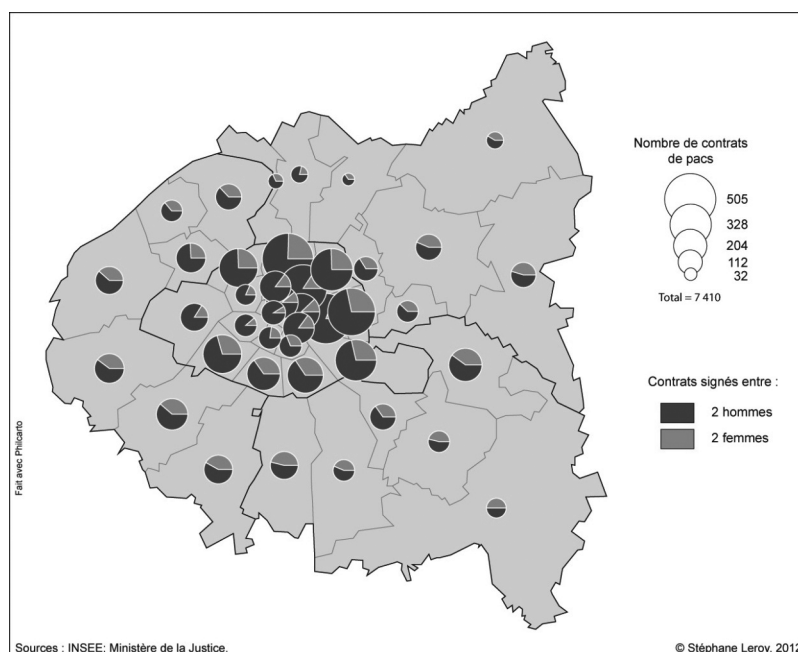 Nombre de contrats
de pacs
505
328
204
112
32
Total = 7 410
Contrats signés entre :
2 hommes
2 femmes
Fait avec Philcarto
Sources : INSEE; Ministère de la Justice.
© Stéphane Leroy, 2012